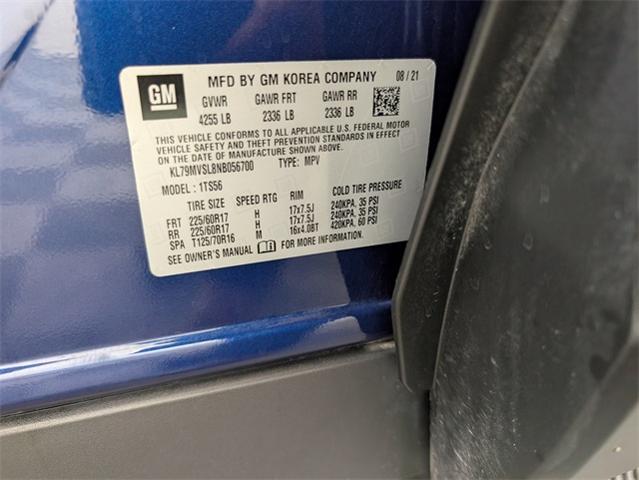 GM
MFD BY GM KOREA COMPANY 08 / 21
GVWR GAWR FRT GAWR RR
4255 LB 2336 LB 2336 LB
THIS VEHICLE CONFORMS TO ALL APPLICABLE U.S. FEDERAL MOTOR
VEHICLE SAFETY AND THEFT PREVENTION STANDARDS IN EFFECT
ON THE DATE OF MANUFACTURE SHOWN ABOVE.
KL79MVSL8NB056700 TYPE: MPV
MODEL: 1TS56
TIRE SIZE SPEED RTG RIM COLD TIRE PRESSURE
FRT 225/60R17 H 17x7.5J 240KPA, 35 PSI
RR 225/60R17 H 17x7.5J 240KPA, 35 PSI
SPA T125/70R16 M 16x4.0BT 420KPA, 60 PSI
SEE OWNER'S MANUAL FOR MORE INFORMATION.